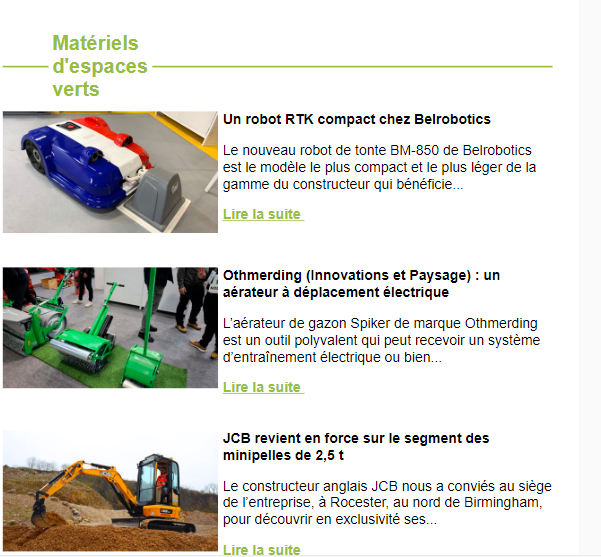 Matériels
d'espaces
verts
Un robot RTK compact chez Belrobotics
Le nouveau robot de tonte BM-850 de Belrobotics
est le modèle le plus compact et le plus léger de la
gamme du constructeur qui bénéficie...
Lire la suite
Othmerding (Innovations et Paysage) : un
aérateur à déplacement électrique
L'aérateur de gazon Spiker de marque Othmerding
est un outil polyvalent qui peut recevoir un système
d'entraînement électrique ou bien...
Lire la suite
JCB revient en force sur le segment des
minipelles de 2,5 t
Le constructeur anglais JCB nous a conviés au siège
de l'entreprise, à Rocester, au nord de Birmingham,
pour découvrir en exclusivité ses...
Lire la suite